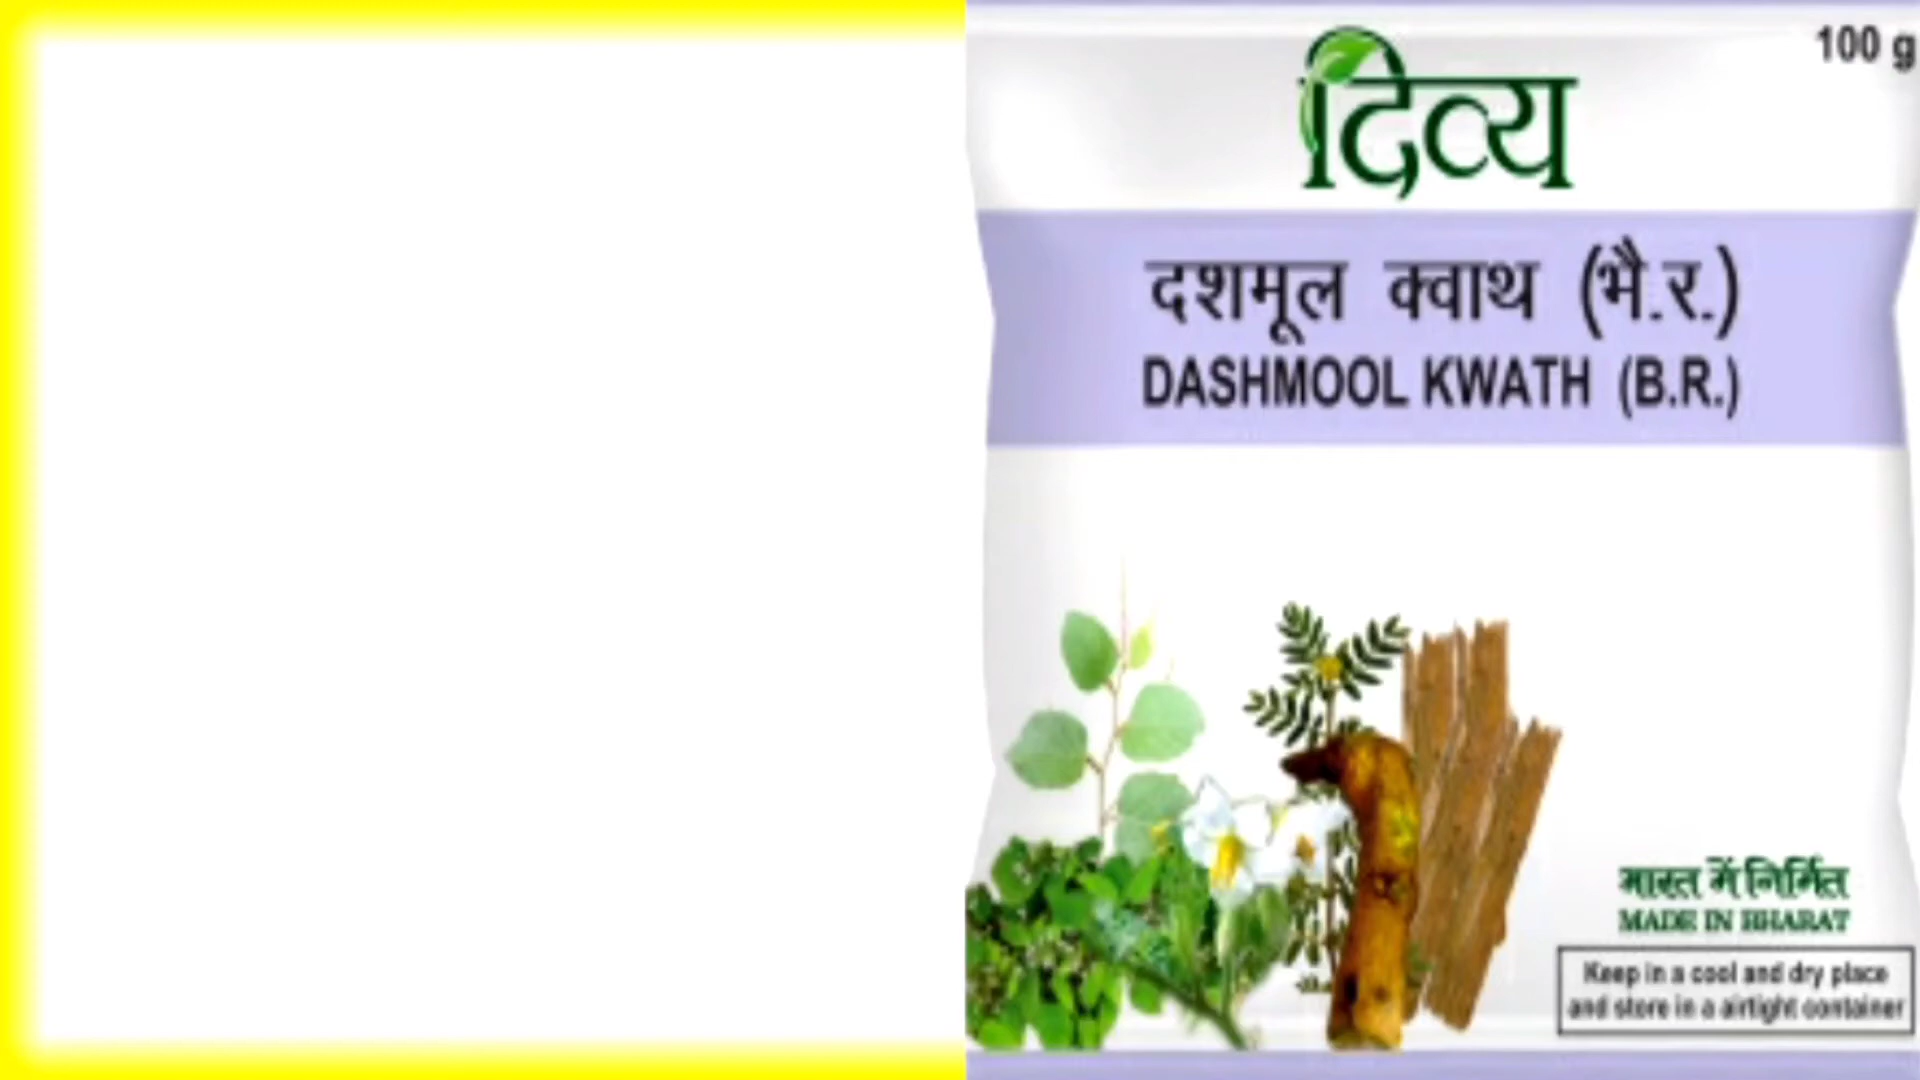 100 g
दिव्य
दशमूल क्वाथ (भै.र.)
DASHMOOL KWATH (B.R.)
भारत में निर्मित
MADE IN BHARAT
Keep in a cool and dry place
and store in a airtight container